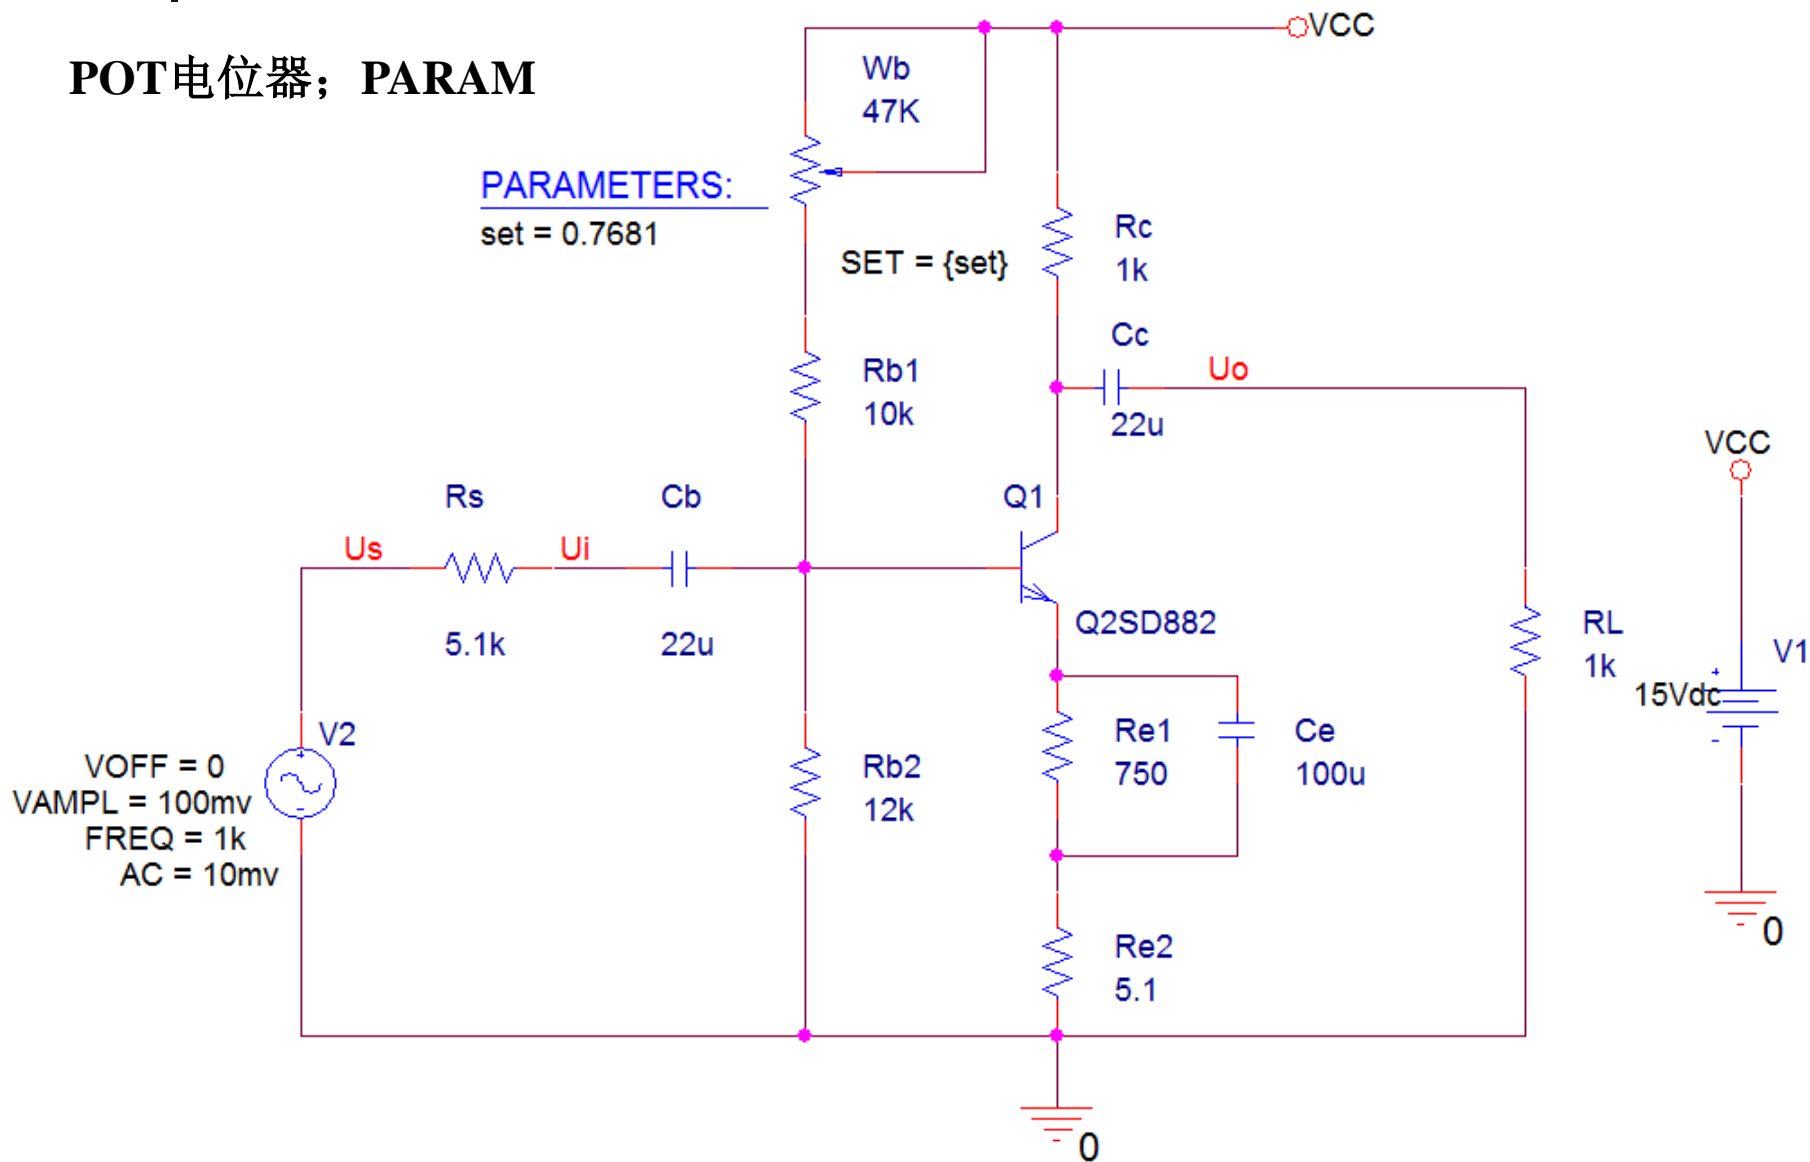 POT电位器；PARAM
VCC
Wb
47K
PARAMETERS:
set = 0.7681
SET = {set}
Rc
1k
Cc
22u
Uo
Rb1
10k
VCC
Rs
Cb
Q1
Us
Ui
5.1k
22u
Q2SD882
RL
1k
V1
15Vdc
+
-
V2
VOFF = 0
VAMPL = 100mv
FREQ = 1k
AC = 10mv
+
-
Rb2
12k
Re1
750
Ce
100u
Re2
5.1
0
0